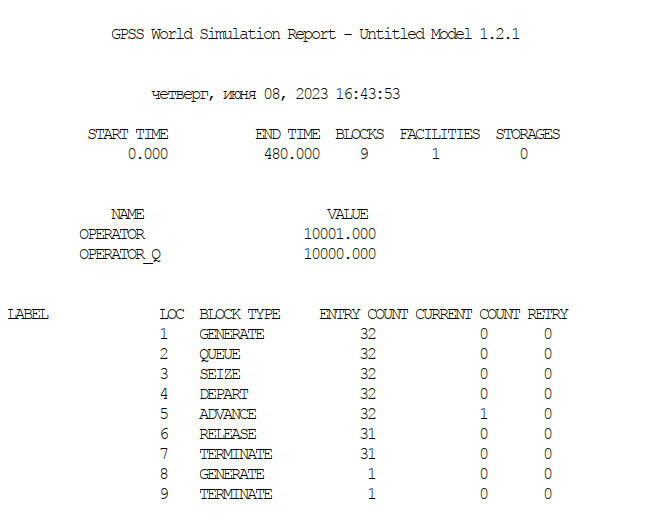 GPSS World Simulation Report - Untitled Model 1.2.1
четверг, июня 08, 2023 16:43:53
START TIME END TIME BLOCKS FACILITIES STORAGES
0.000 480.000 9 1 0
NAME VALUE
OPERATOR 10001.000
OPERATOR_Q 10000.000
LABEL LOC BLOCK TYPE ENTRY COUNT CURRENT COUNT RETRY
1 GENERATE 32 0 0
2 QUEUE 32 0 0
3 SEIZE 32 0 0
4 DEPART 32 0 0
5 ADVANCE 32 1 0
6 RELEASE 31 0 0
7 TERMINATE 31 0 0
8 GENERATE 1 0 0
9 TERMINATE 1 0 0